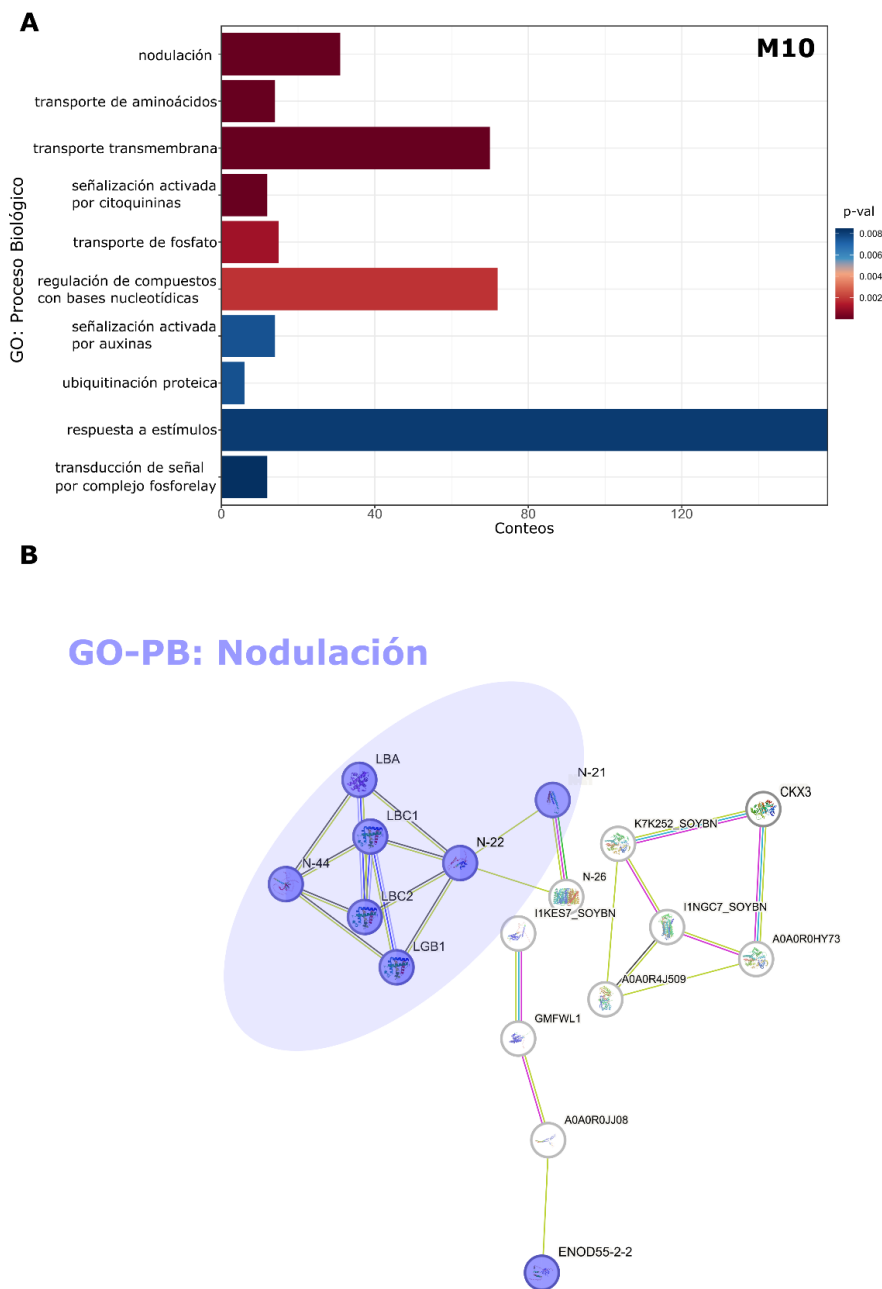 A
M10
GO: Proceso Biológico
nodulación
transporte de aminoácidos
transporte transmembrana
señalización activada
por citoquininas
transporte de fosfato
regulación de compuestos
con bases nucleotídicas
señalización activada
por auxinas
ubiquitinación proteica
respuesta a estímulos
transducción de señal
por complejo fosforelay
0
40
80
120
Conteos
p-val
0.008
0.006
0.004
0.002
B
GO-PB: Nodulación
LBA
N-21
CKX3
LBC1
K7K252_SOYBN
N-22
N-44
N-26
LBC2
I1KES7_SOYBN
I1NGC7_SOYBN
LGB1
A0A0R0HY73
A0A0R4J509
GMFWL1
A0A0R0JJ08
ENOD55-2-2